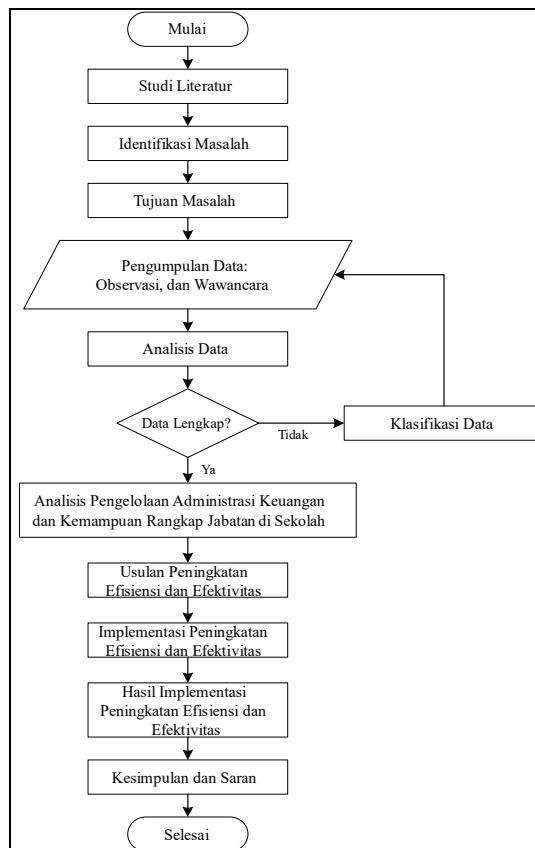 Mulai
Studi Literatur
Identifikasi Masalah
Tujuan Masalah
Pengumpulan Data:
Observasi, dan Wawancara
Analisis Data
Data Lengkap?
Tidak
Klasifikasi Data
Ya
Analisis Pengelolaan Administrasi Keuangan
dan Kemampuan Rangkap Jabatan di Sekolah
Usulan Peningkatan
Efisiensi dan Efektivitas
Implementasi Peningkatan
Efisiensi dan Efektivitas
Hasil Implementasi
Peningkatan Efisiensi dan
Efektivitas
Kesimpulan dan Saran
Selesai